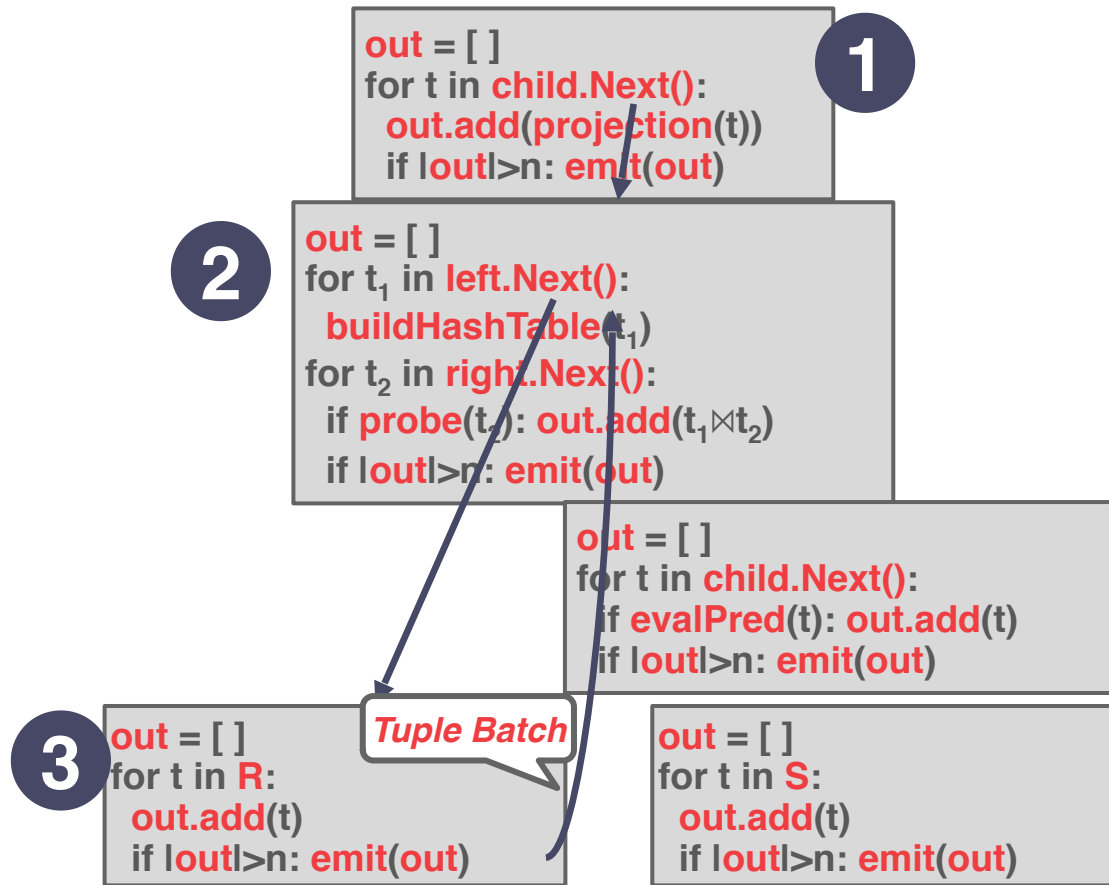 out = [ ]
for t in child.Next():
out.add(projection(t))
if |out|>n: emit(out)
1
2
out = [ ]
for t₁ in left.Next():
buildHashTable(t₁)
for t₂ in right.Next():
if probe(t₂): out.add(t₁⨝t₂)
if |out|>n: emit(out)
out = [ ]
for t in child.Next():
if evalPred(t): out.add(t)
if |out|>n: emit(out)
3
Tuple Batch
out = [ ]
for t in R:
out.add(t)
if |out|>n: emit(out)
out = [ ]
for t in S:
out.add(t)
if |out|>n: emit(out)